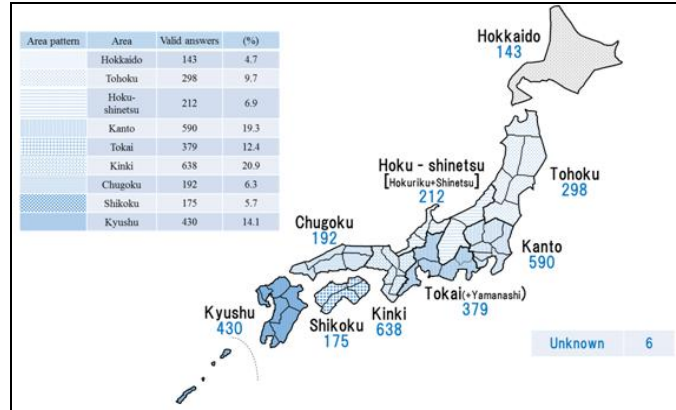 Area pattern Area Valid answers (%)
Hokkaido 143 4.7
Tohoku 298 9.7
Hoku-
shinetsu 212 6.9
Kanto 590 19.3
Tokai 379 12.4
Kinki 638 20.9
Chugoku 192 6.3
Shikoku 175 5.7
Kyushu 430 14.1
Hokkaido
143
Tohoku
298
Hoku - shinetsu
[Hokuriku+Shinetsu]
212
Chugoku
192
Kanto
590
Tokai(+Yamanashi)
379
Kyushu
430
Shikoku
175
Kinki
638
Unknown 6